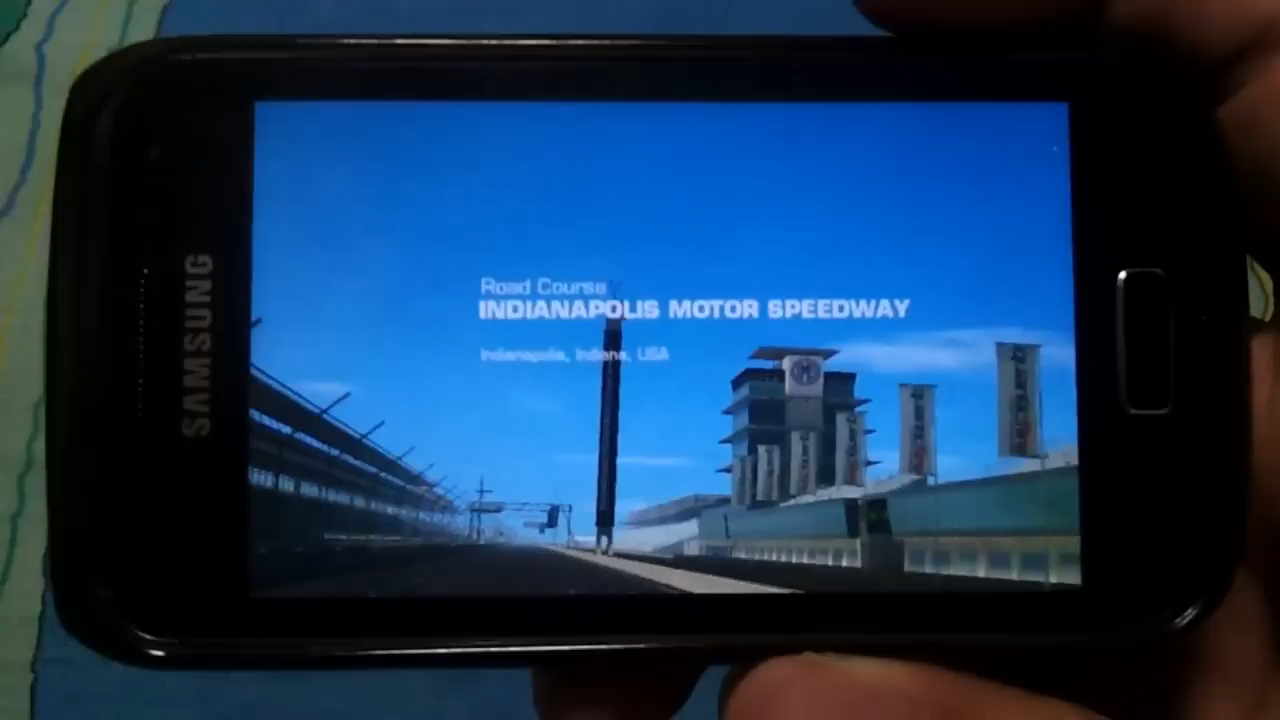 SAMSUNG
Road Course
INDIANAPOLIS MOTOR SPEEDWAY
Indianapolis, Indiana, USA